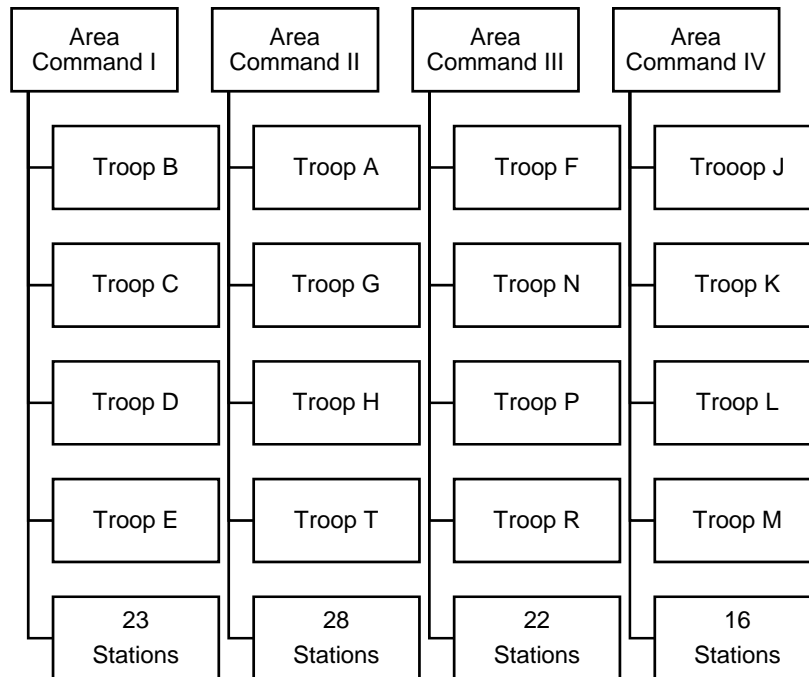 Area
Command I
Troop B
Troop C
Troop D
Troop E
23
Stations
Area
Command II
Troop A
Troop G
Troop H
Troop T
28
Stations
Area
Command III
Troop F
Troop N
Troop P
Troop R
22
Stations
Area
Command IV
Trooop J
Troop K
Troop L
Troop M
16
Stations